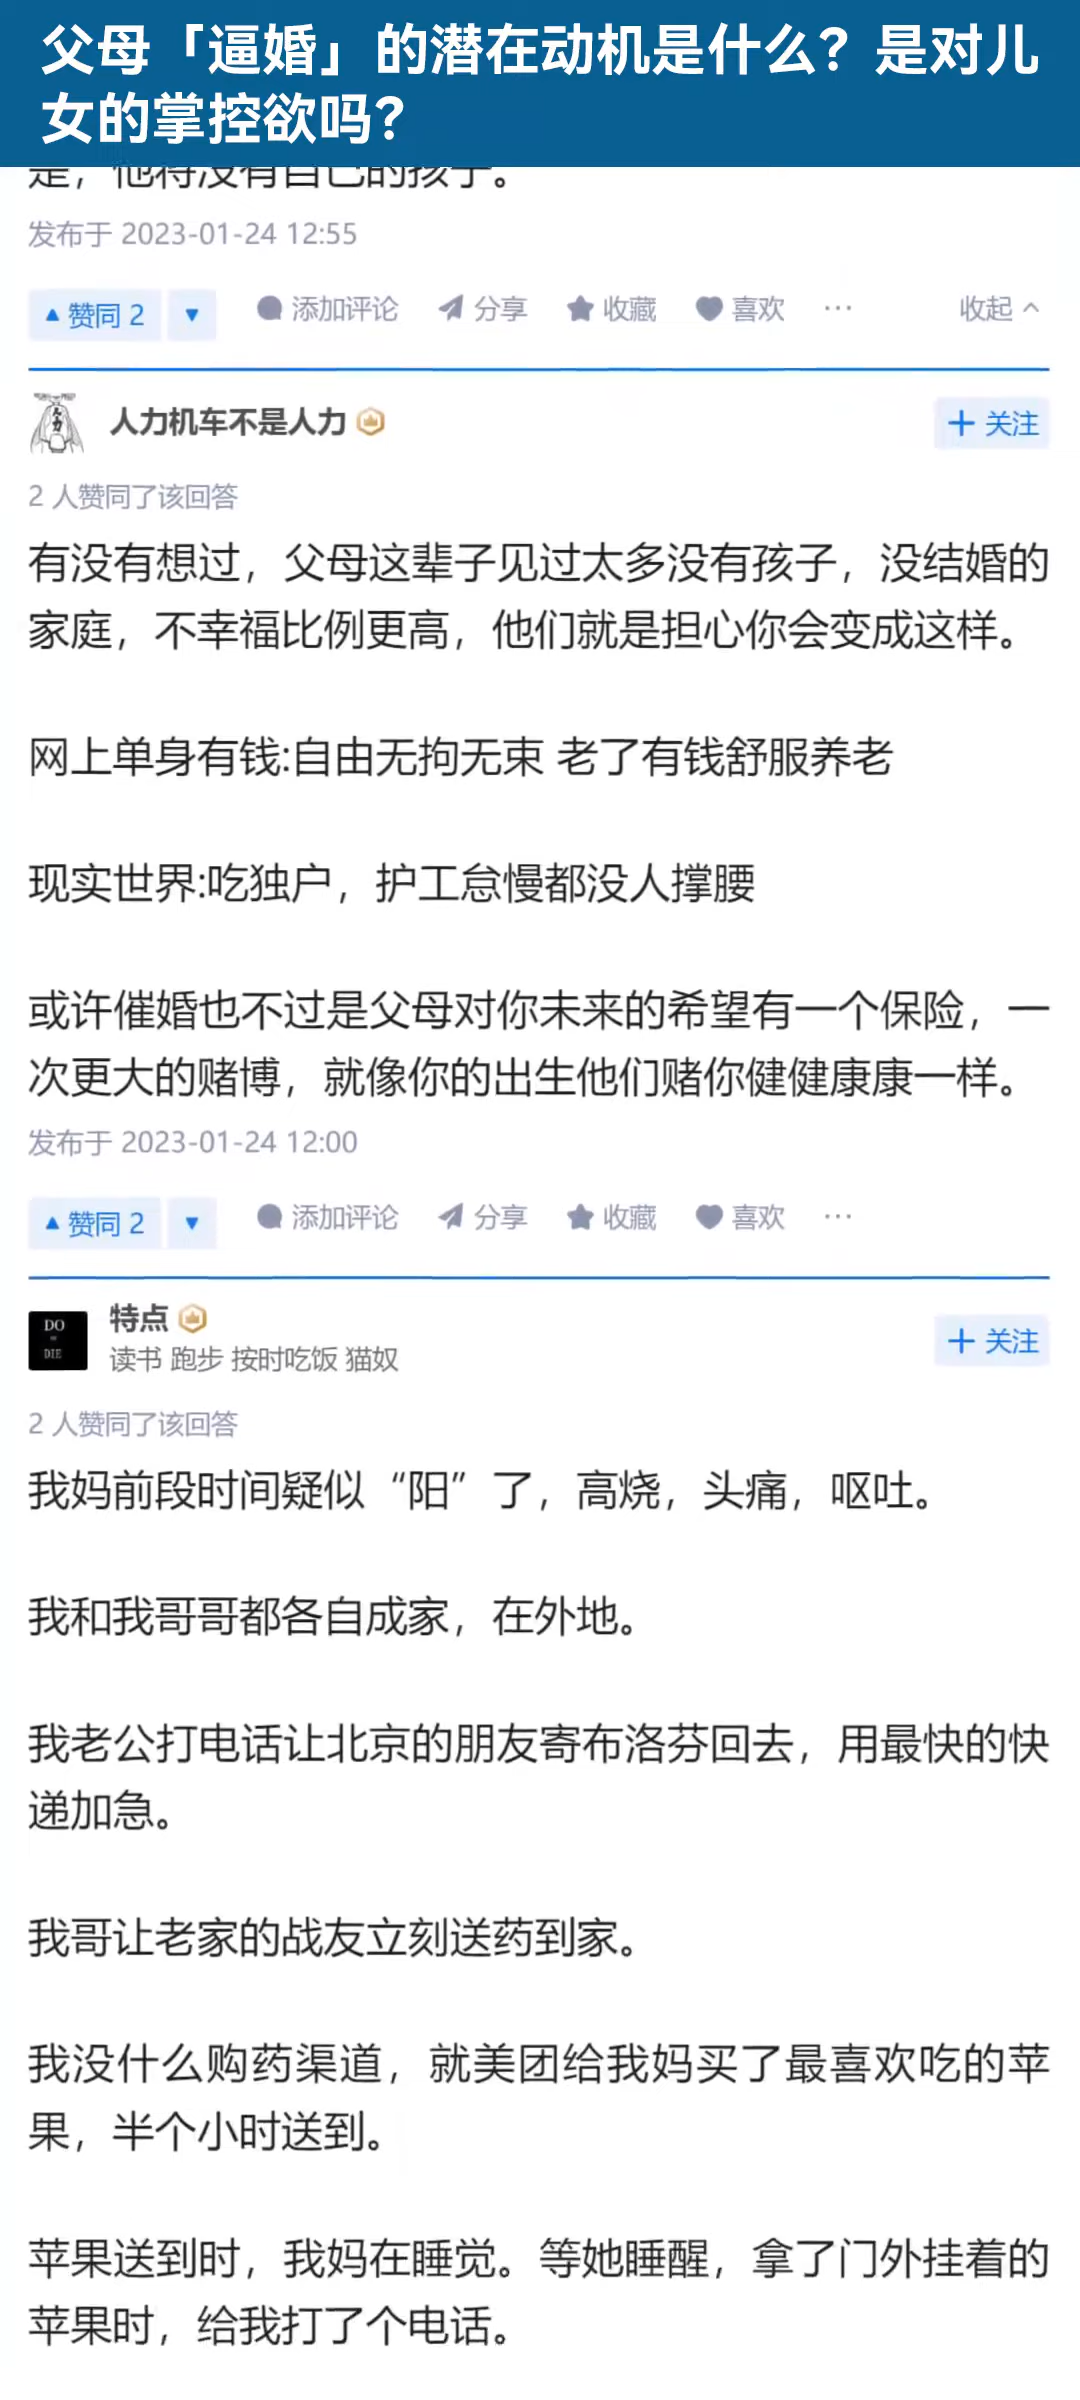 父母「逼婚」的潜在动机是什么？是对儿
女的掌控欲吗？
是，他将没有自己的孩子。
发布于 2023-01-24 12:55
▲ 赞同 2 ▼ 添加评论 分享 收藏 喜欢 ··· 收起
人力机车不是人力
+ 关注
2 人赞同了该回答
有没有想过，父母这辈子见过太多没有孩子，没结婚的
家庭，不幸福比例更高，他们就是担心你会变成这样。
网上单身有钱:自由无拘无束 老了有钱舒服养老
现实世界:吃独户，护工怠慢都没人撑腰
或许催婚也不过是父母对你未来的希望有一个保险，一
次更大的赌博，就像你的出生他们赌你健健康康一样。
发布于 2023-01-24 12:00
▲ 赞同 2 ▼ 添加评论 分享 收藏 喜欢 ···
DO
DIE
特点
+ 关注
读书 跑步 按时吃饭 猫奴
2 人赞同了该回答
我妈前段时间疑似“阳”了，高烧，头痛，呕吐。
我和我哥哥都各自成家，在外地。
我老公打电话让北京的朋友寄布洛芬回去，用最快的快
递加急。
我哥让老家的战友立刻送药到家。
我没什么购药渠道，就美团给我妈买了最喜欢吃的苹
果，半个小时送到。
苹果送到时，我妈在睡觉。等她睡醒，拿了门外挂着的
苹果时，给我打了个电话。